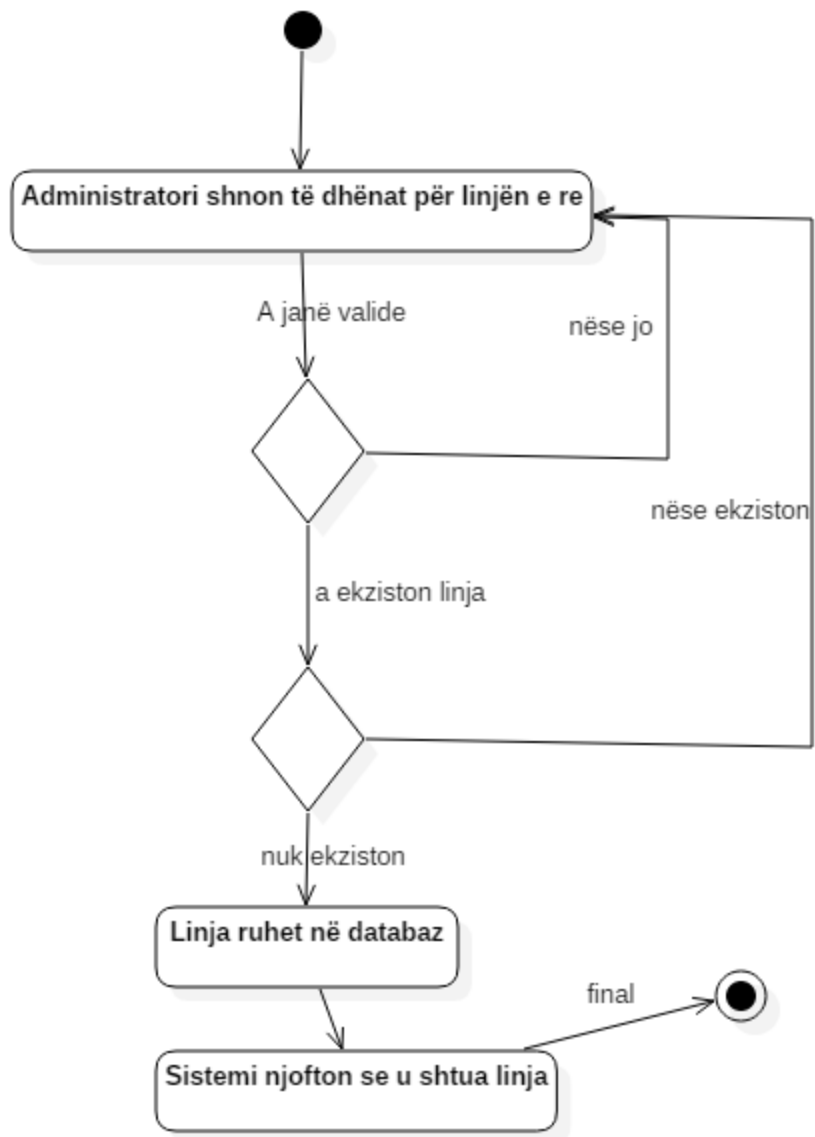 Administratori shnon të dhënat për linjën e re
A janë valide
nëse jo
nëse ekziston
a ekziston linja
nuk ekziston
Linja ruhet në databaz
final
Sistemi njofton se u shtua linja